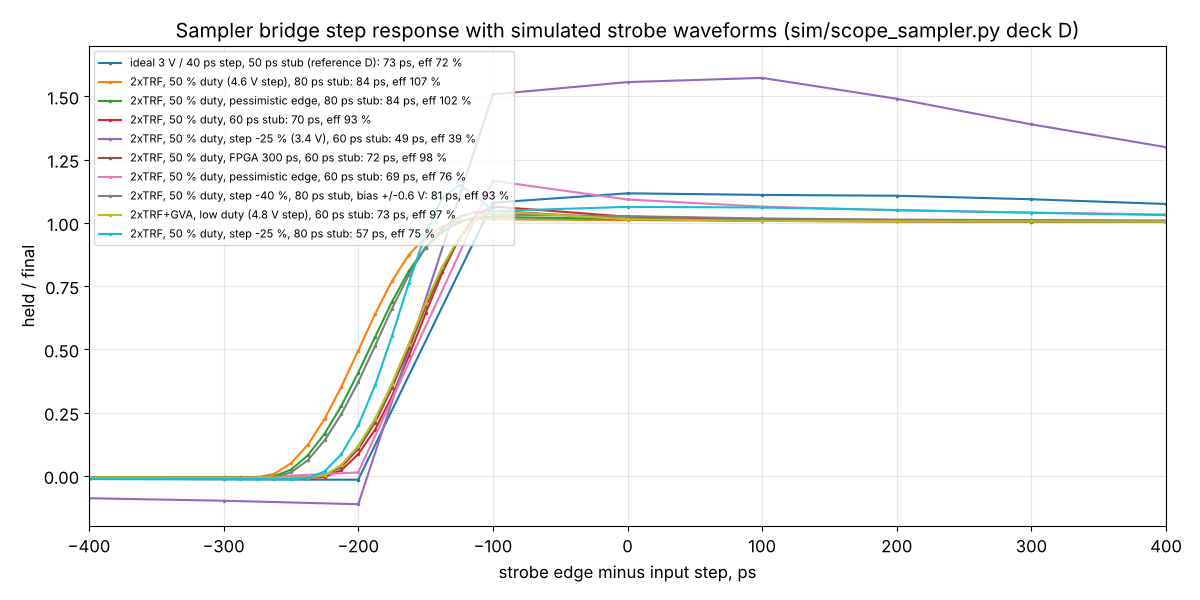 Sampler bridge step response with simulated strobe waveforms (sim/scope_sampler.py deck D)
ideal 3 V / 40 ps step, 50 ps stub (reference D): 73 ps, eff 72 %
2xTRF, 50 % duty (4.6 V step), 80 ps stub: 84 ps, eff 107 %
2xTRF, 50 % duty, pessimistic edge, 80 ps stub: 84 ps, eff 102 %
2xTRF, 50 % duty, 60 ps stub: 70 ps, eff 93 %
2xTRF, 50 % duty, step -25 % (3.4 V), 60 ps stub: 49 ps, eff 39 %
2xTRF, 50 % duty, FPGA 300 ps, 60 ps stub: 72 ps, eff 98 %
2xTRF, 50 % duty, pessimistic edge, 60 ps stub: 69 ps, eff 76 %
2xTRF, 50 % duty, step -40 %, 80 ps stub, bias +/-0.6 V: 81 ps, eff 93 %
2xTRF+GVA, low duty (4.8 V step), 60 ps stub: 73 ps, eff 97 %
2xTRF, 50 % duty, step -25 %, 80 ps stub: 57 ps, eff 75 %
held / final
1.50
1.25
1.00
0.75
0.50
0.25
0.00
−400 −300 −200 −100 0 100 200 300 400
strobe edge minus input step, ps